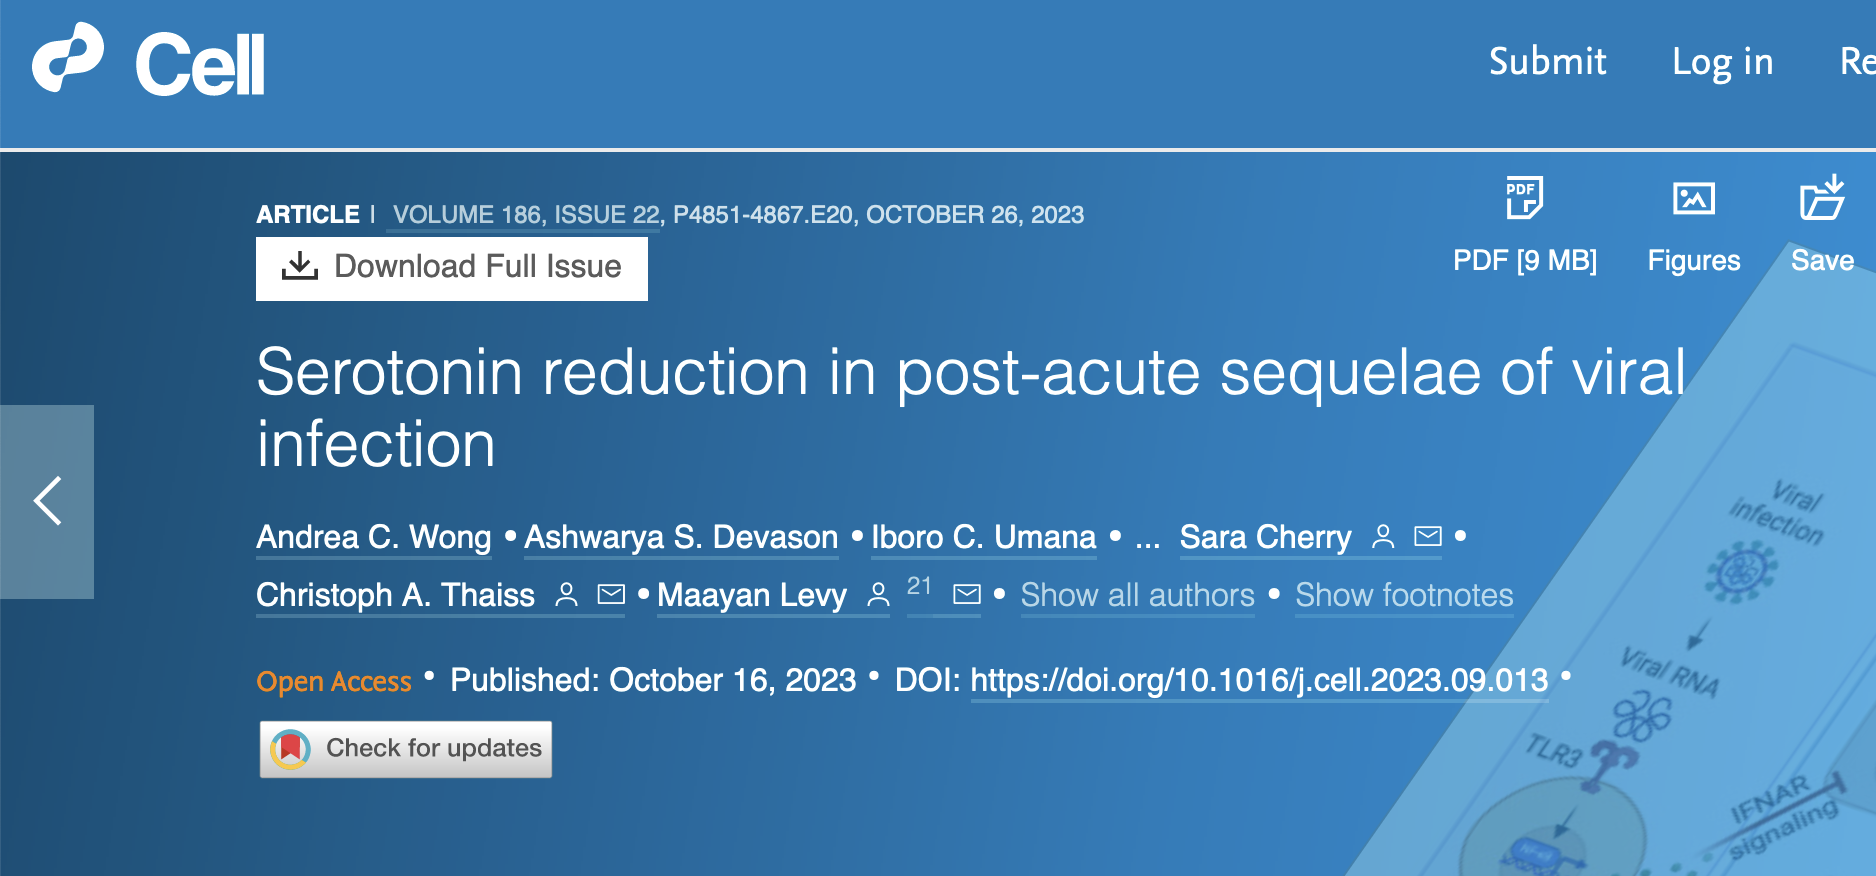 Cell
Submit Log in Re
ARTICLE | VOLUME 186, ISSUE 22, P4851-4867.E20, OCTOBER 26, 2023
Download Full Issue
PDF
PDF [9 MB] Figures Save
Serotonin reduction in post-acute sequelae of viral
infection
Andrea C. Wong • Ashwarya S. Devason • Iboro C. Umana • ... Sara Cherry •
Christoph A. Thaiss • Maayan Levy 21 • Show all authors • Show footnotes
Open Access • Published: October 16, 2023 • DOI: https://doi.org/10.1016/j.cell.2023.09.013 •
Check for updates
Viral
infection
Viral RNA
TLR3
IFNAR
signaling